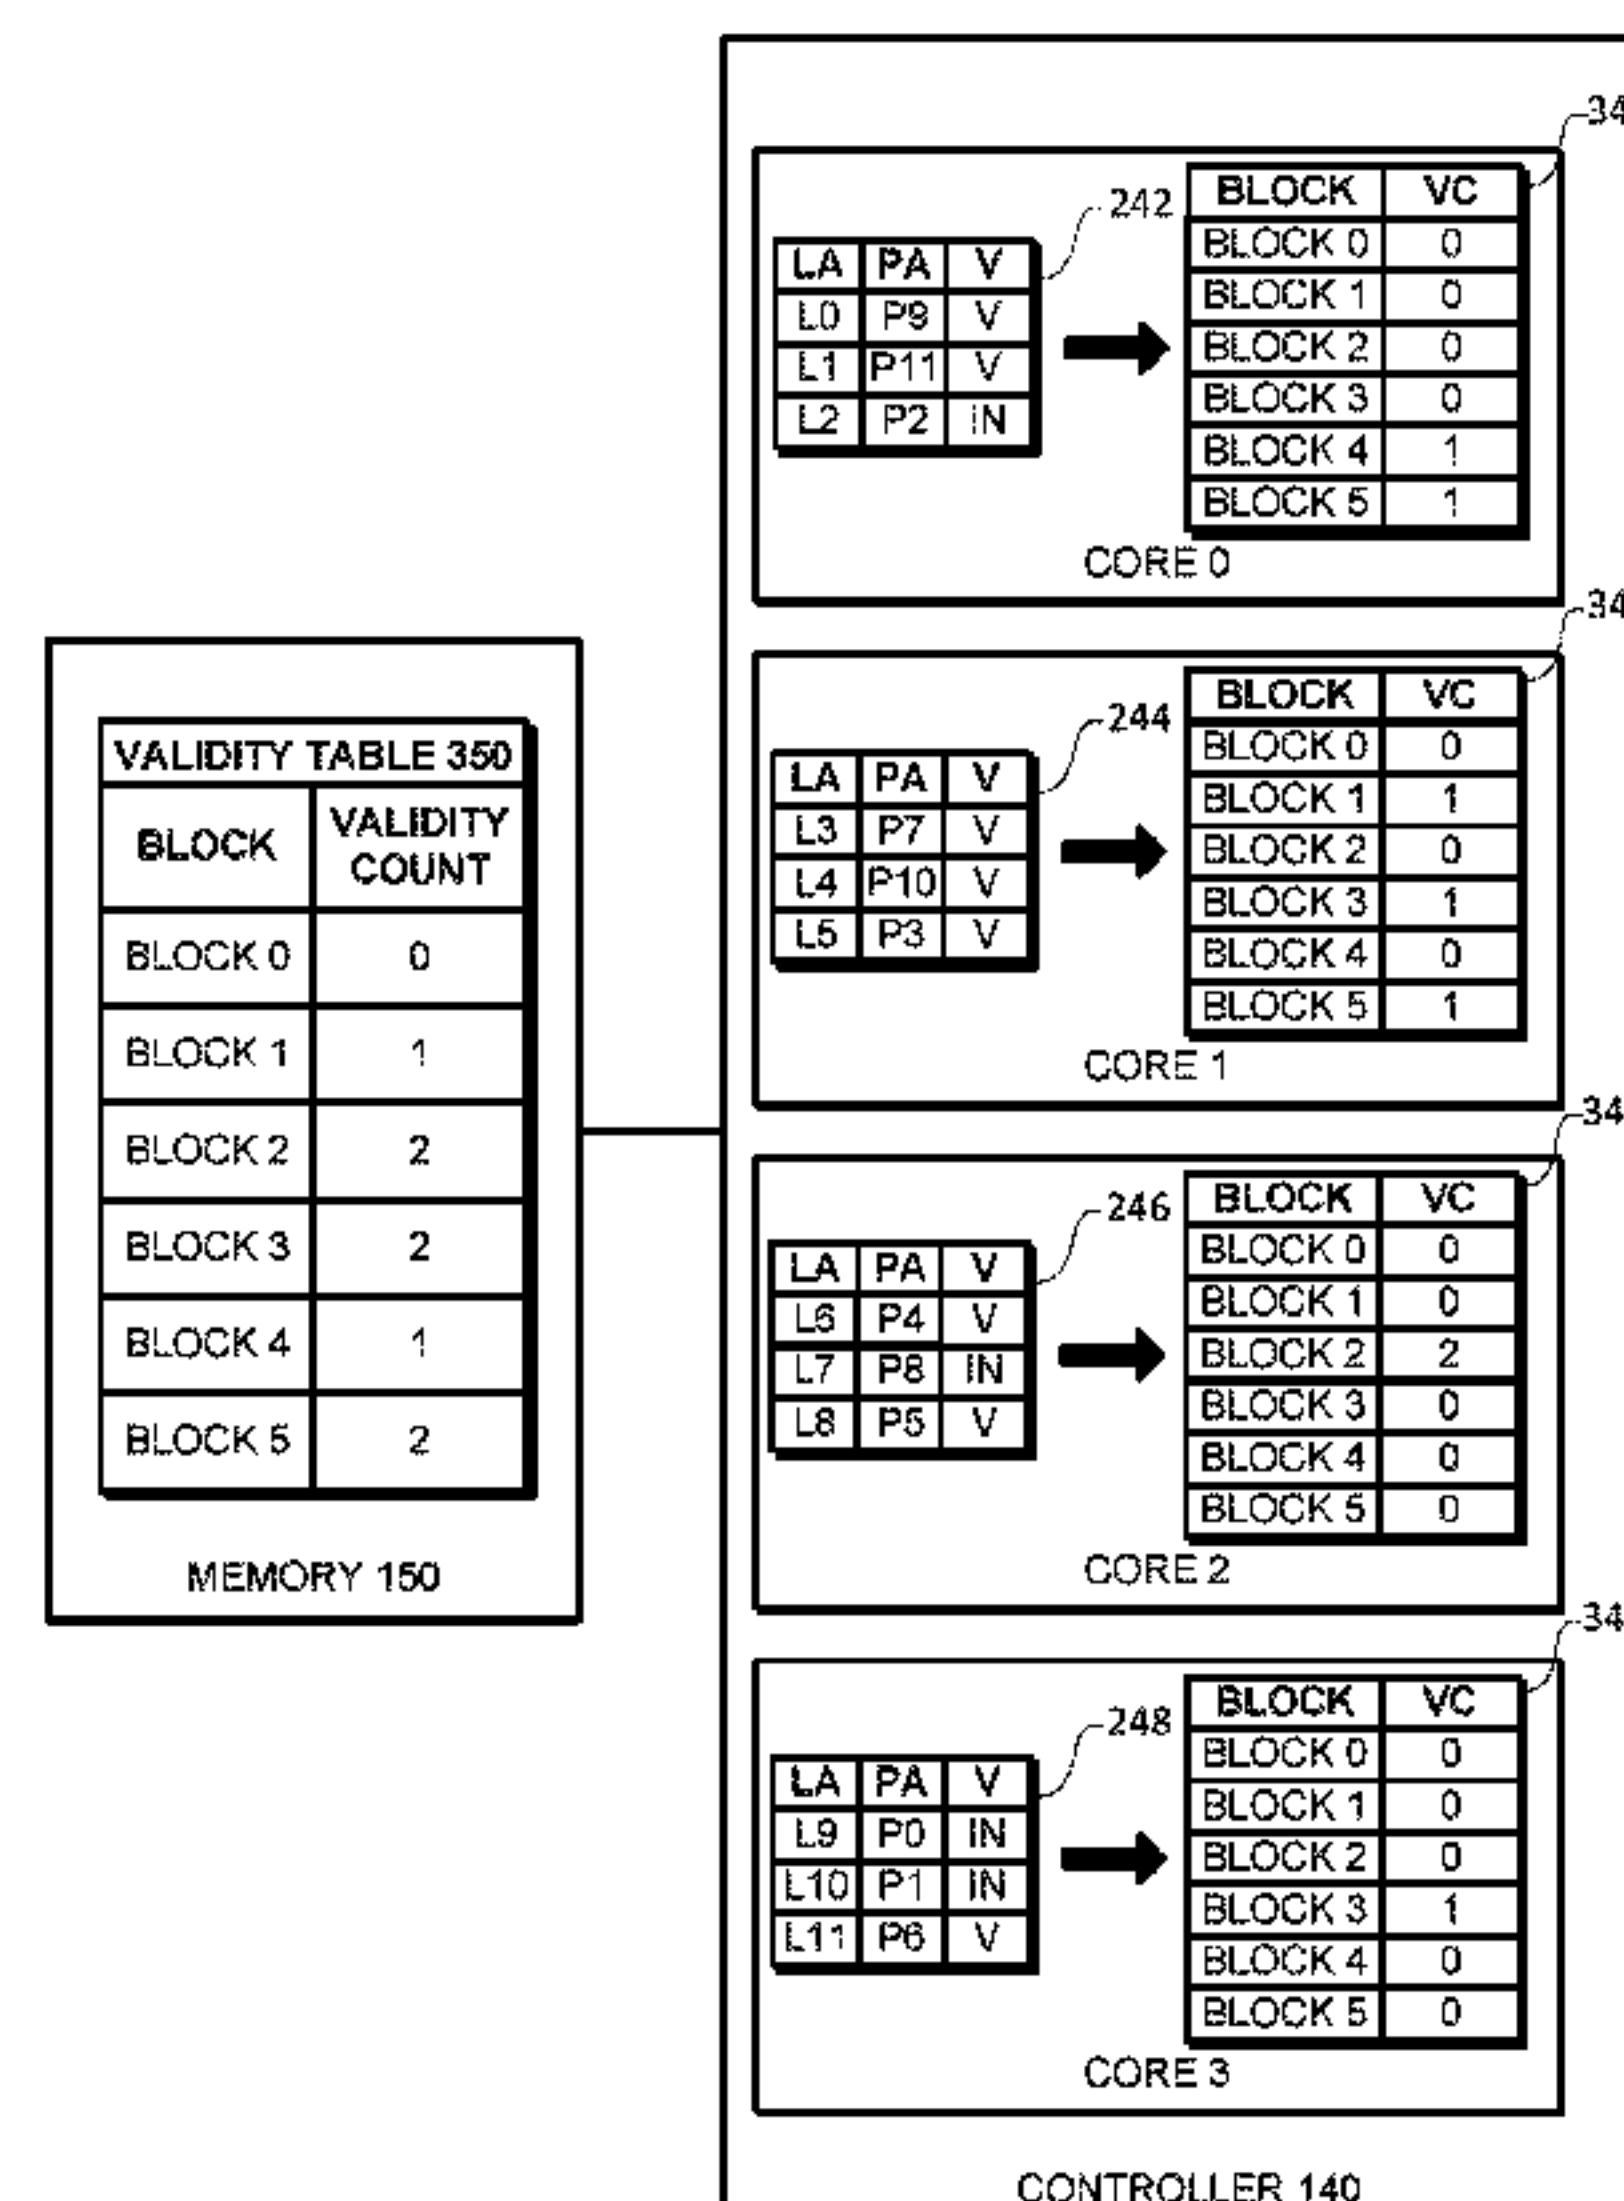 VALIDITY TABLE 350
BLOCK VALIDITY COUNT
BLOCK 0 0
BLOCK 1 1
BLOCK 2 2
BLOCK 3 2
BLOCK 4 1
BLOCK 5 2
MEMORY 150
34
242
LA PA V
L0 P9 V
L1 P11 V
L2 P2 IN
BLOCK VC
BLOCK 0 0
BLOCK 1 0
BLOCK 2 0
BLOCK 3 0
BLOCK 4 1
BLOCK 5 1
CORE 0
34
244
LA PA V
L3 P7 V
L4 P10 V
L5 P3 V
BLOCK VC
BLOCK 0 0
BLOCK 1 1
BLOCK 2 0
BLOCK 3 1
BLOCK 4 0
BLOCK 5 1
CORE 1
34
246
LA PA V
L6 P4 V
L7 P8 IN
L8 P5 V
BLOCK VC
BLOCK 0 0
BLOCK 1 0
BLOCK 2 2
BLOCK 3 0
BLOCK 4 0
BLOCK 5 0
CORE 2
34
248
LA PA V
L9 P0 IN
L10 P1 IN
L11 P6 V
BLOCK VC
BLOCK 0 0
BLOCK 1 0
BLOCK 2 0
BLOCK 3 1
BLOCK 4 0
BLOCK 5 0
CORE 3
CONTROLLER 140